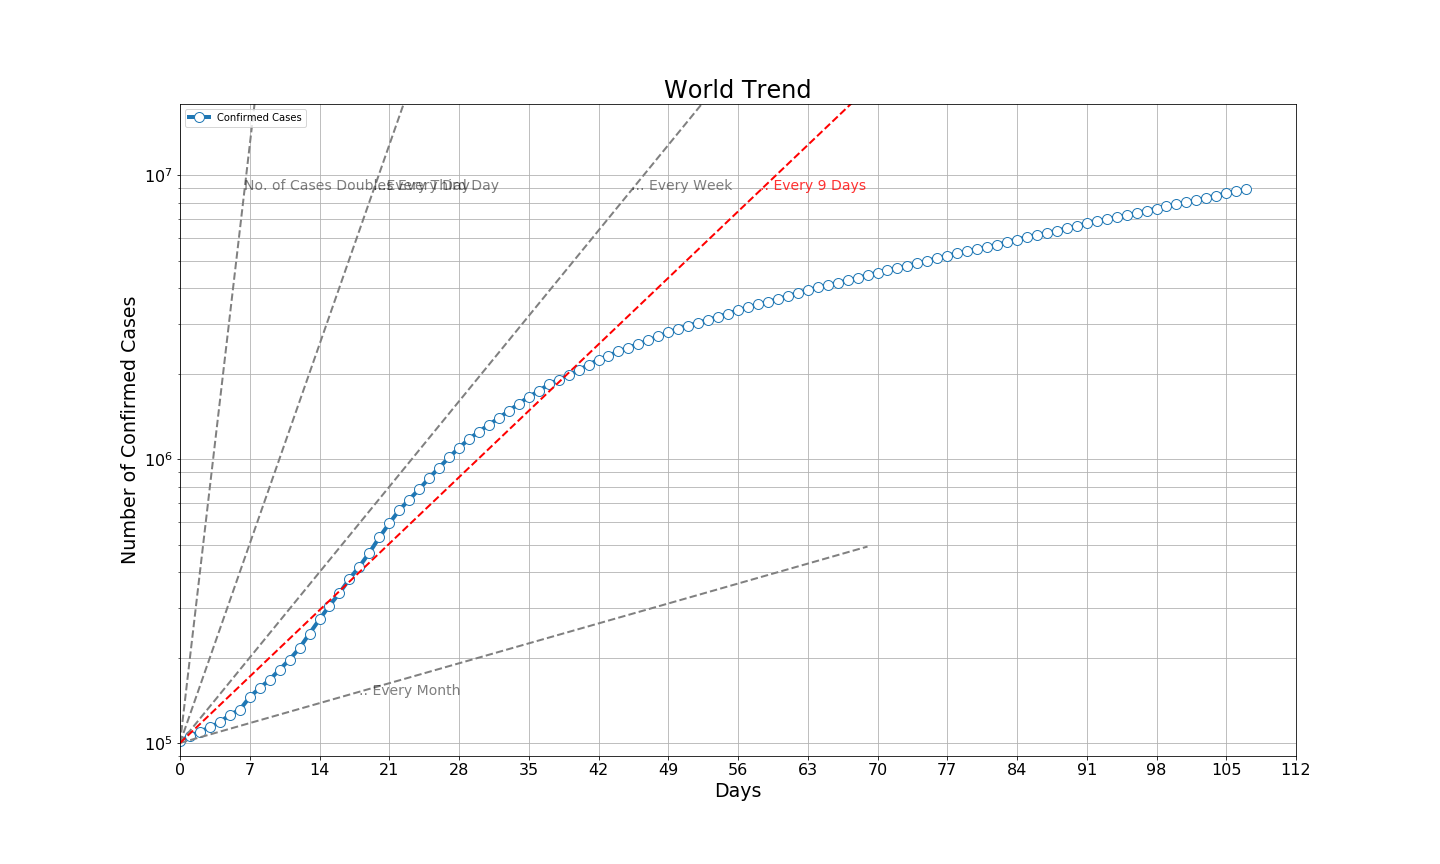 World Trend
Confirmed Cases
No. of Cases Doubles Every Day
.. Every Third Day
.. Every Week
.. Every 9 Days
.. Every Month
Number of Confirmed Cases
10⁷
10⁶
10⁵
0 7 14 21 28 35 42 49 56 63 70 77 84 91 98 105 112
Days